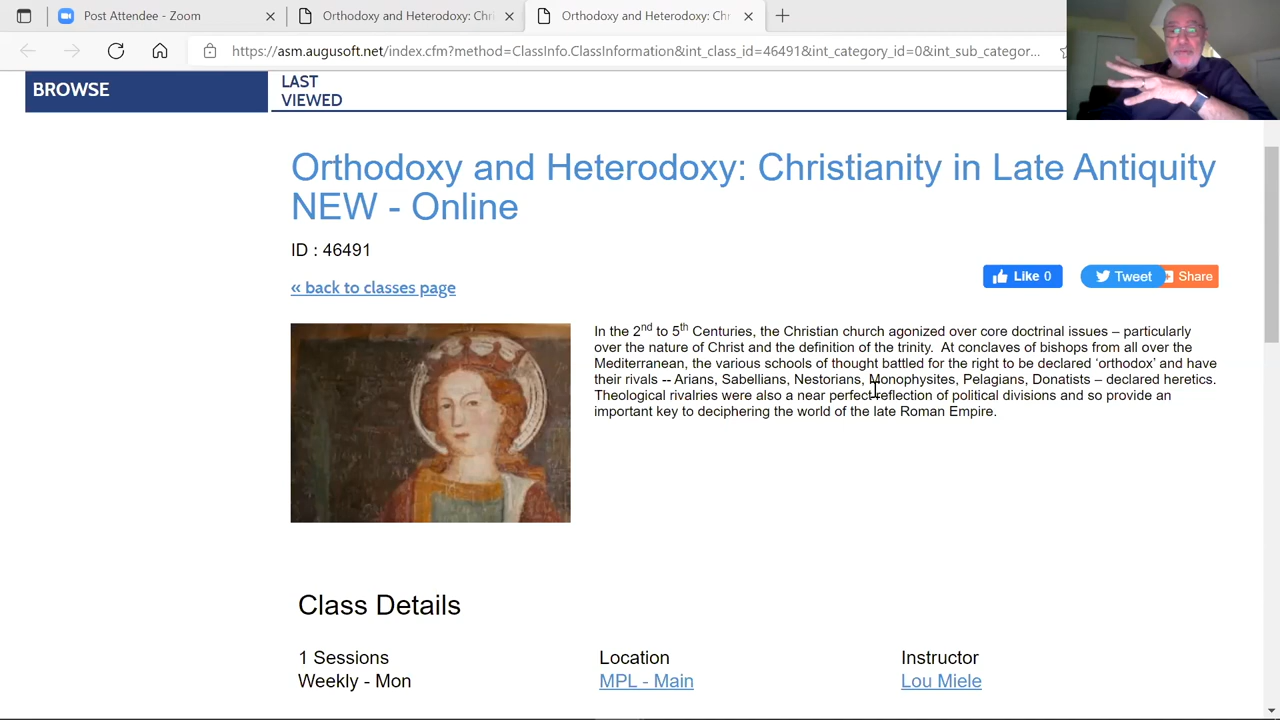 Post Attendee - Zoom
Orthodoxy and Heterodoxy: Chri
Orthodoxy and Heterodoxy: Chri
https://asm.augusoft.net/index.cfm?method=ClassInfo.ClassInformation&int_class_id=46491&int_category_id=0&int_sub_categor...
BROWSE
LAST
VIEWED
Orthodoxy and Heterodoxy: Christianity in Late Antiquity
NEW - Online
ID : 46491
« back to classes page
Like 0
Tweet
Share
In the 2nd to 5th Centuries, the Christian church agonized over core doctrinal issues – particularly
over the nature of Christ and the definition of the trinity. At conclaves of bishops from all over the
Mediterranean, the various schools of thought battled for the right to be declared ‘orthodox’ and have
their rivals -- Arians, Sabellians, Nestorians, Monophysites, Pelagians, Donatists – declared heretics.
Theological rivalries were also a near perfect reflection of political divisions and so provide an
important key to deciphering the world of the late Roman Empire.
Class Details
1 Sessions
Weekly - Mon
Location
MPL - Main
Instructor
Lou Miele